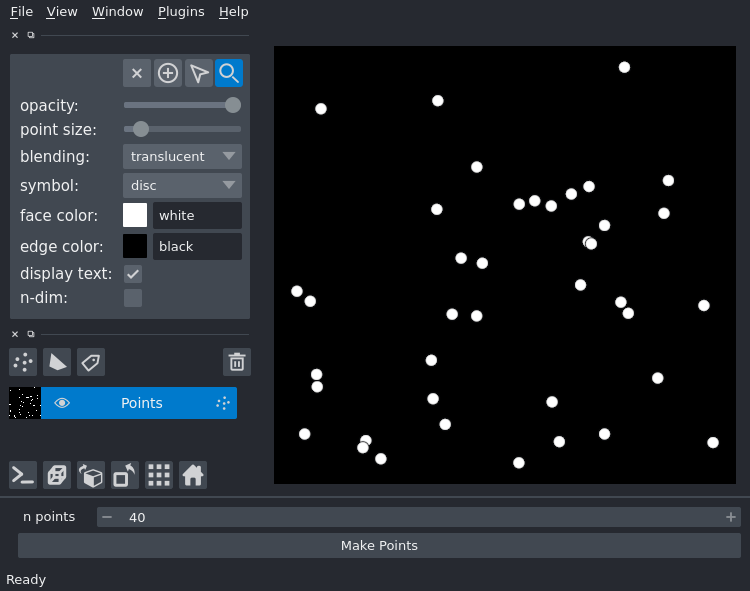 File View Window Plugins Help
opacity:
point size:
blending: translucent
symbol: disc
face color: white
edge color: black
display text:
n-dim:
Points
n points 40
Make Points
Ready